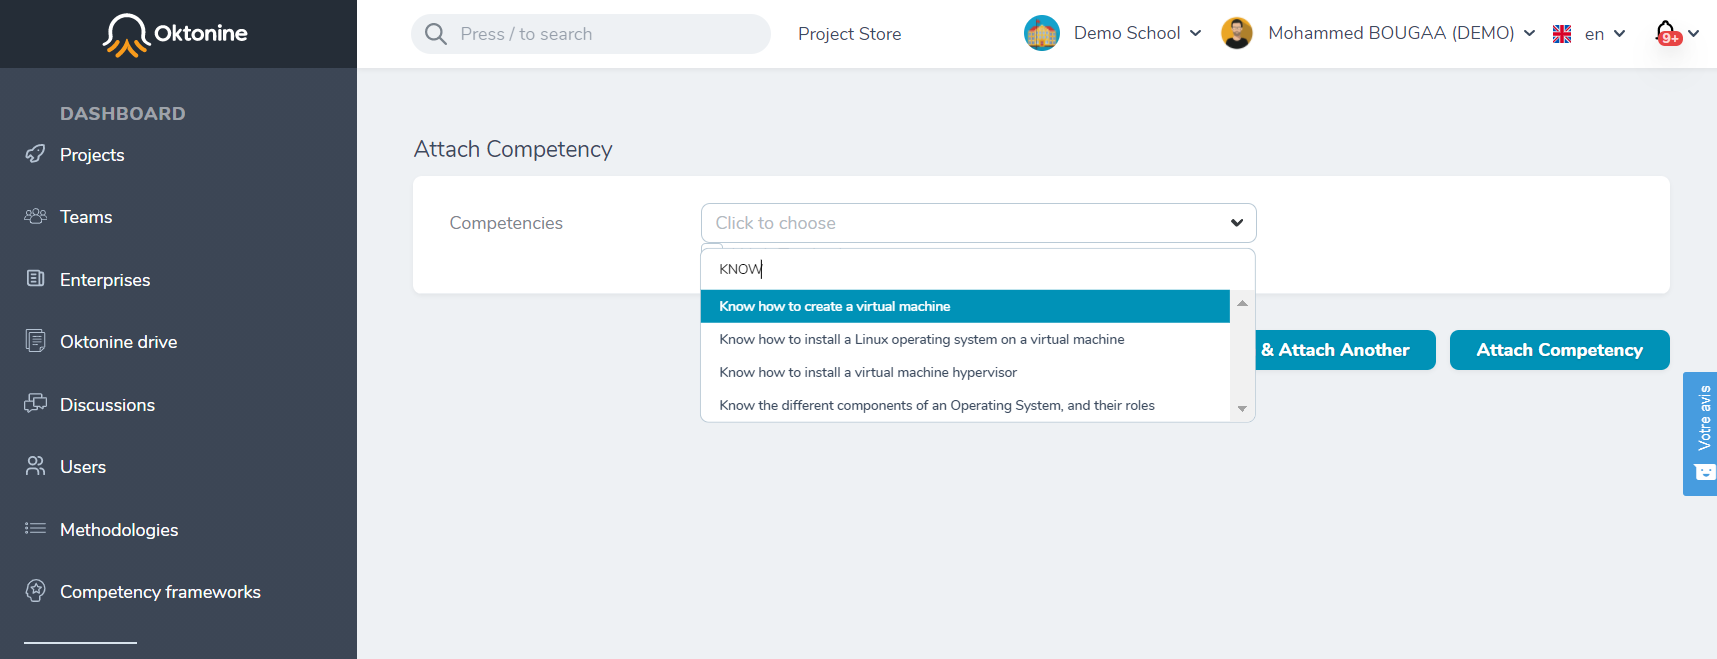 Oktonine
Press / to search
Project Store
Demo School
Mohammed BOUGAA (DEMO)
en
9+
DASHBOARD
Projects
Teams
Enterprises
Oktonine drive
Discussions
Users
Methodologies
Competency frameworks
Attach Competency
Competencies
Click to choose
KNOW
Know how to create a virtual machine
Know how to install a Linux operating system on a virtual machine
Know how to install a virtual machine hypervisor
Know the different components of an Operating System, and their roles
& Attach Another
Attach Competency
Votre avis